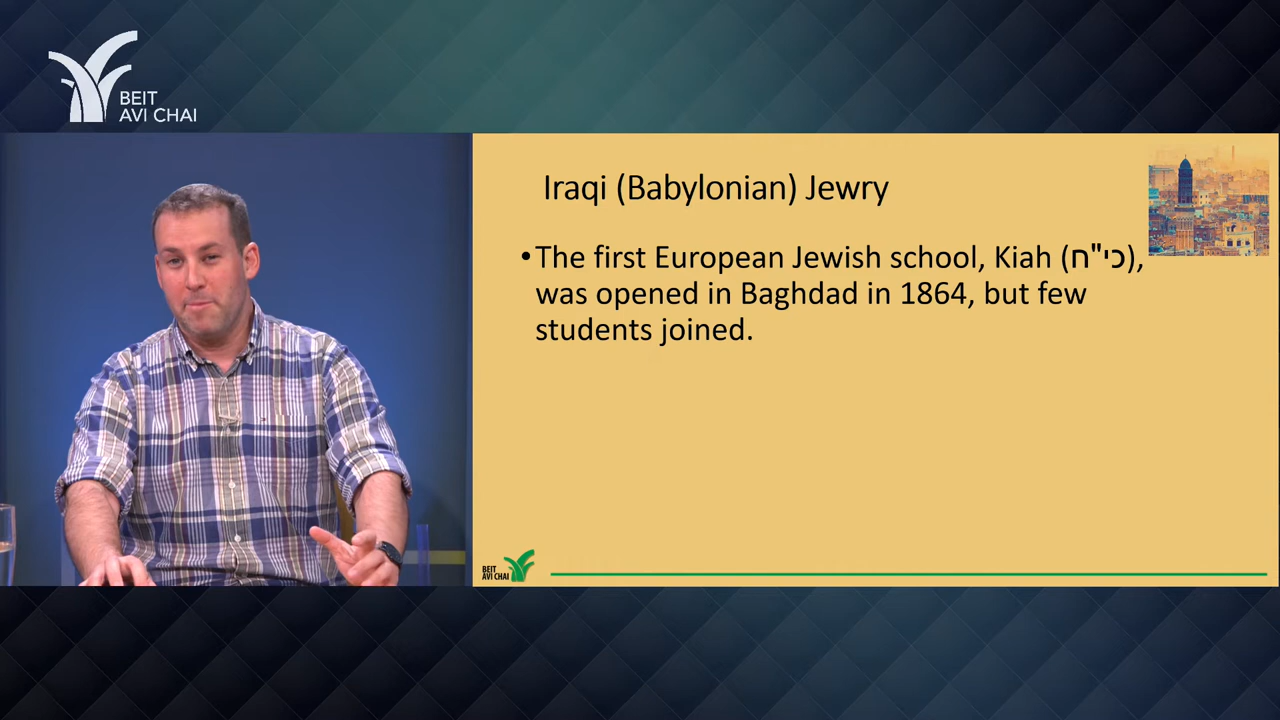 BEIT
AVI CHAI
Iraqi (Babylonian) Jewry
•The first European Jewish school, Kiah (כי"ח),
was opened in Baghdad in 1864, but few
students joined.
BEIT
AVI CHAI